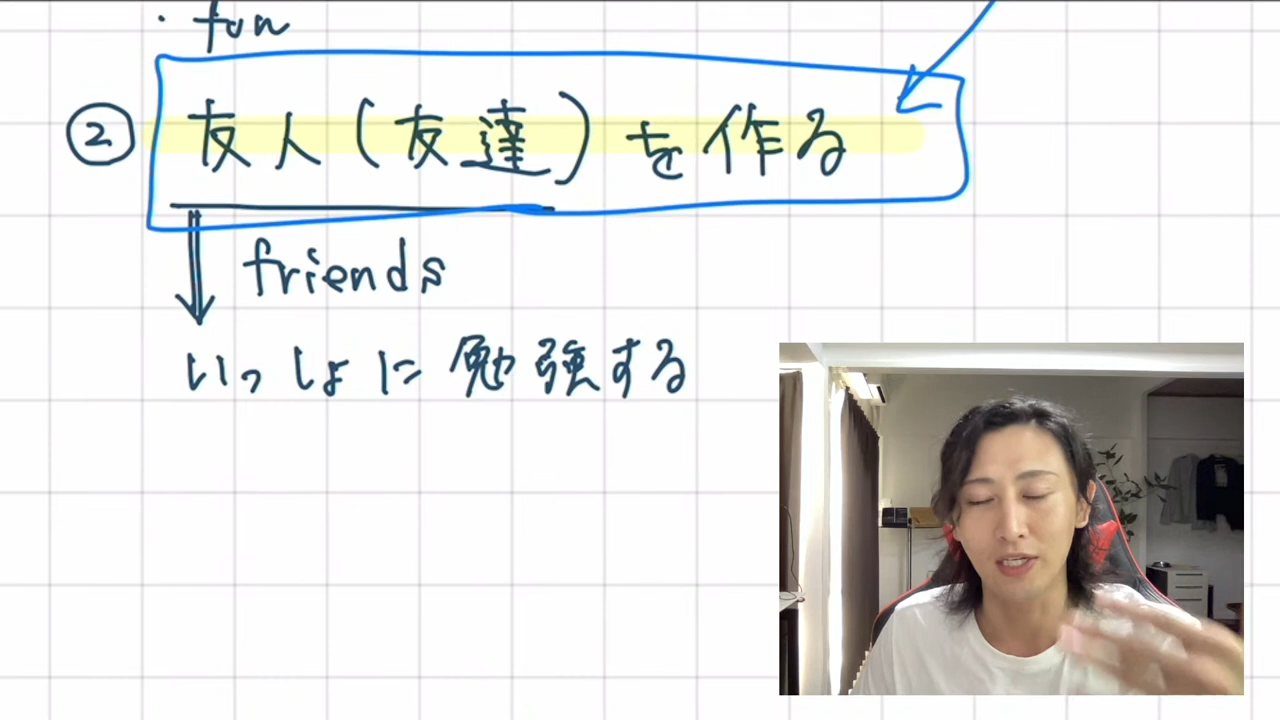 ・fun
② 友人(友達)を作る
friends
いっしょに勉強する